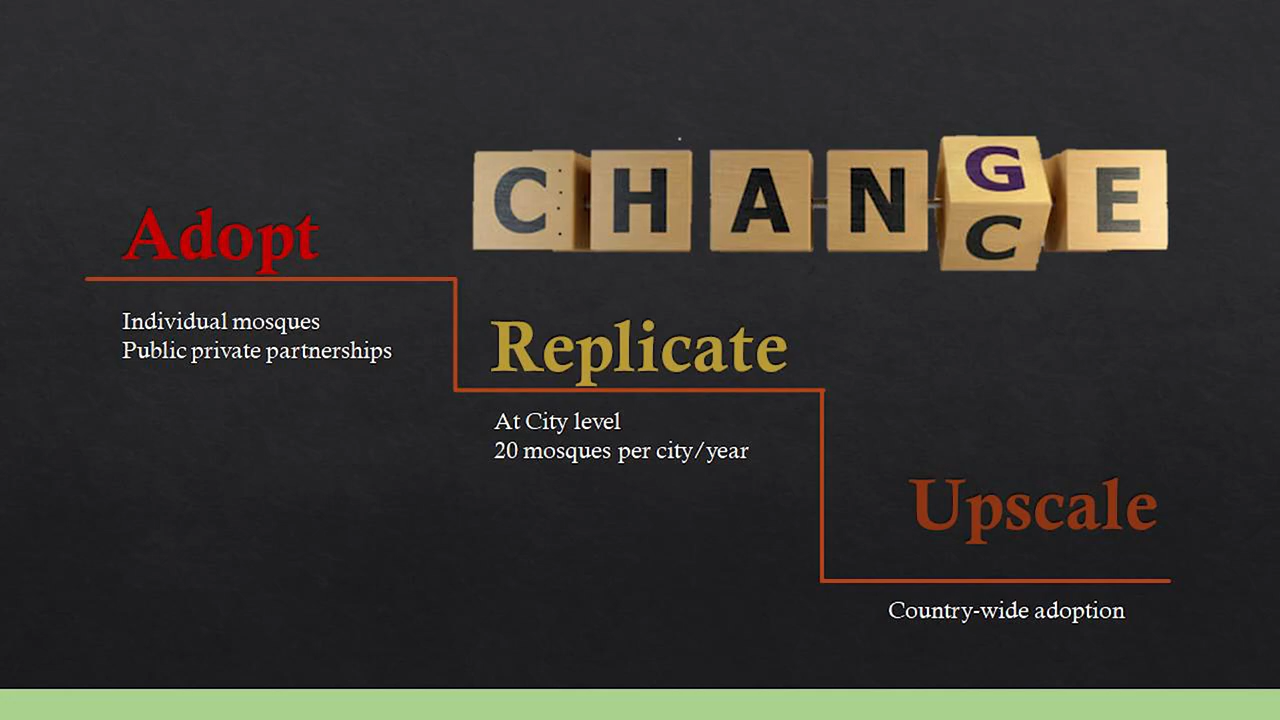 CHANGE
C
Adopt
Individual mosques
Public private partnerships
Replicate
At City level
20 mosques per city/year
Upscale
Country-wide adoption